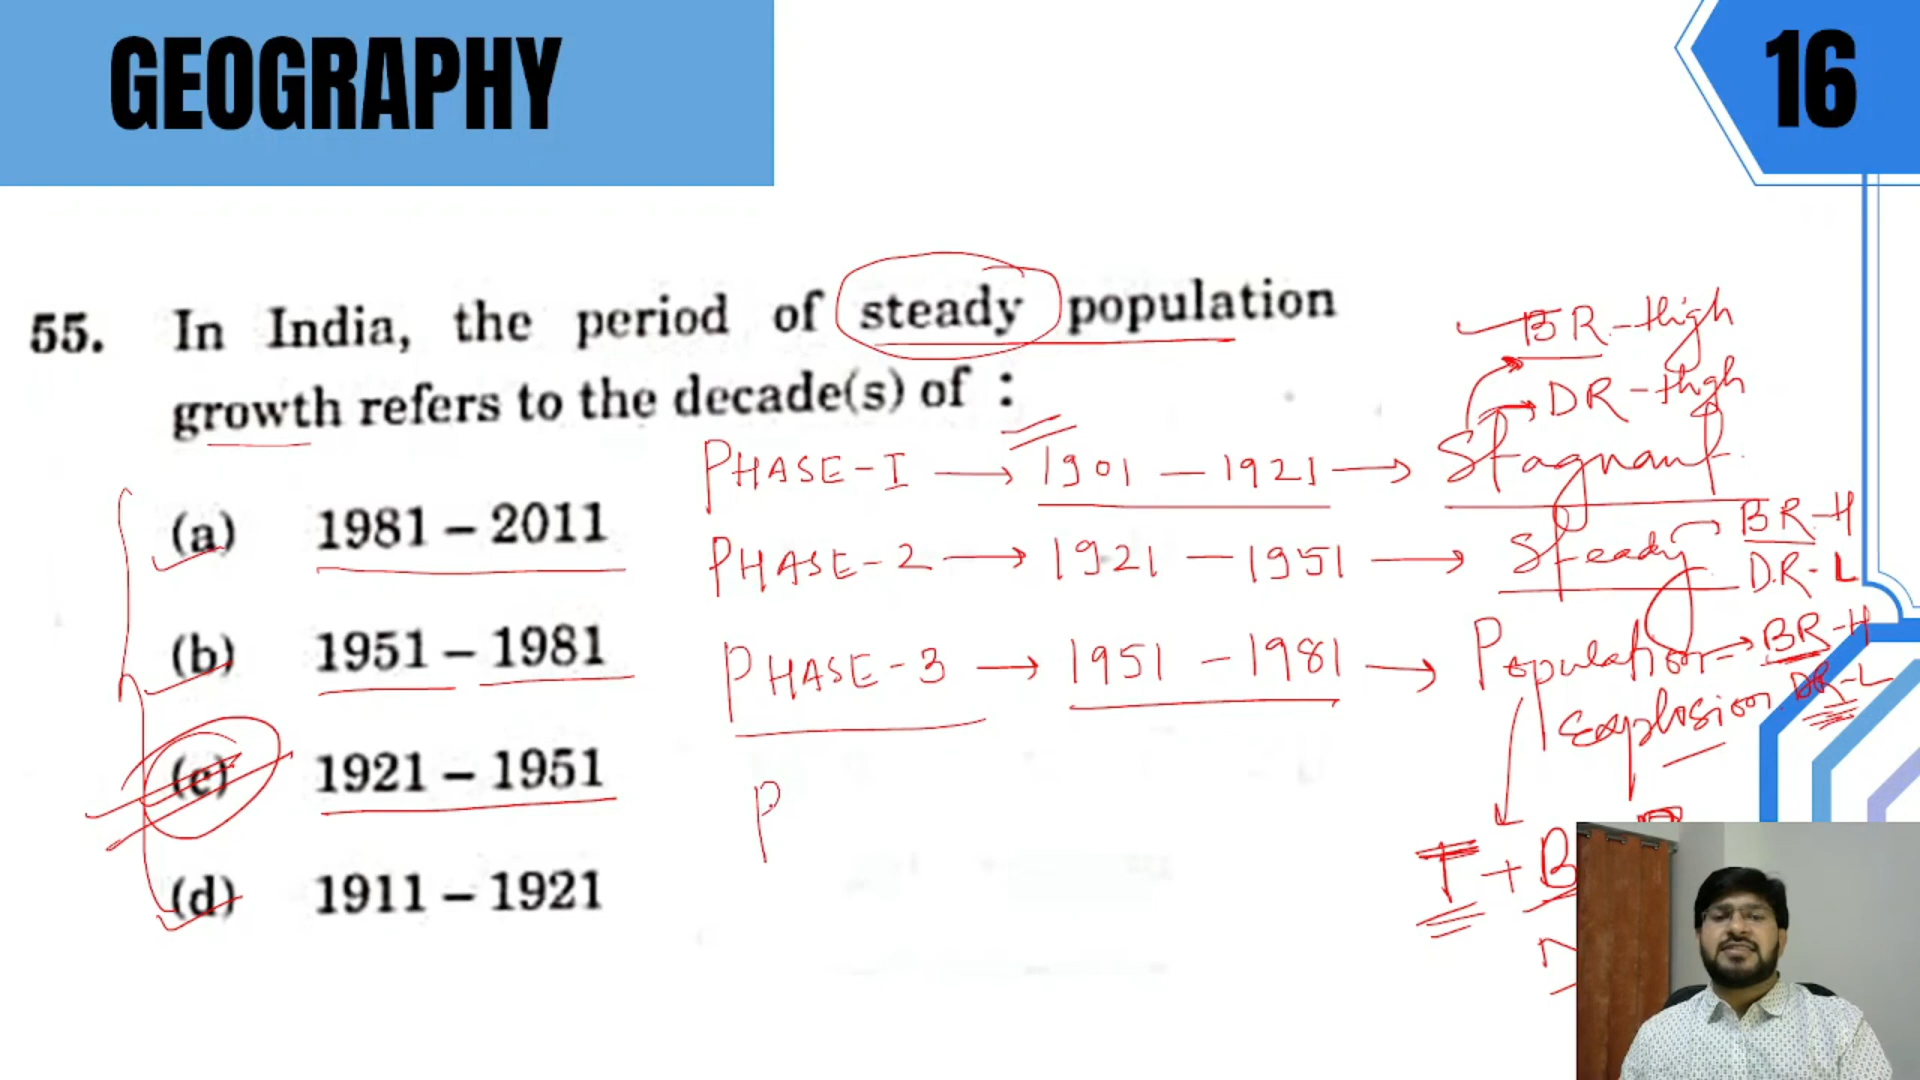 GEOGRAPHY
16
55. In India, the period of steady population
growth refers to the decade(s) of :
(a) 1981 – 2011
(b) 1951 – 1981
(c) 1921 – 1951
(d) 1911 – 1921
BR - High
DR - High
PHASE-I → 1901 – 1921 → Stagnant
PHASE-2 → 1921 – 1951 → Steady → BR-H
DR-L
PHASE-3 → 1951 – 1981 → Population → BR-H
Explosion DR-L
P
T + B